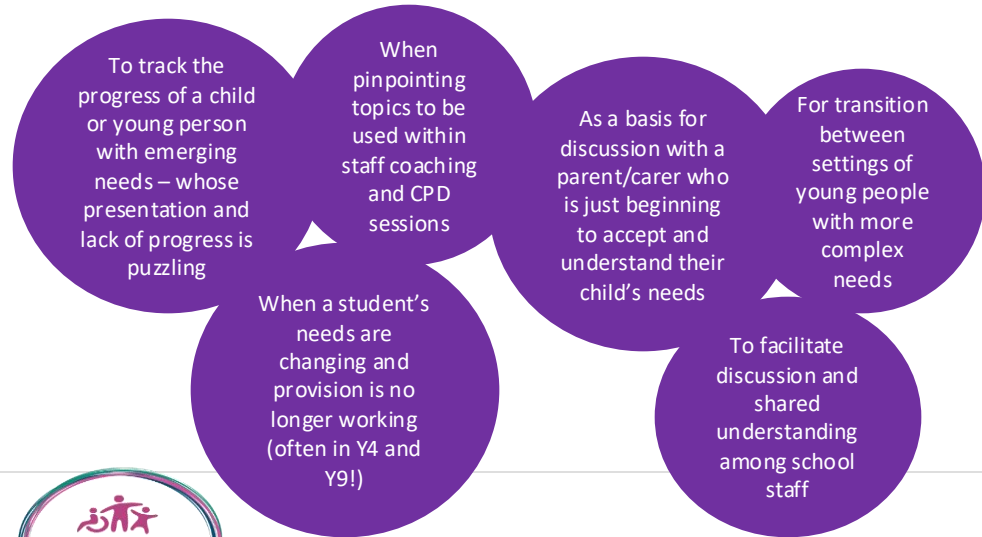 To track the
progress of a child
or young person
with emerging
needs – whose
presentation and
lack of progress is
puzzling
When
pinpointing
topics to be
used within
staff coaching
and CPD
sessions
As a basis for
discussion with a
parent/carer who
is just beginning
to accept and
understand their
child’s needs
For transition
between
settings of
young people
with more
complex
needs
When a student’s
needs are
changing and
provision is no
longer working
(often in Y4 and
Y9!)
To facilitate
discussion and
shared
understanding
among school
staff